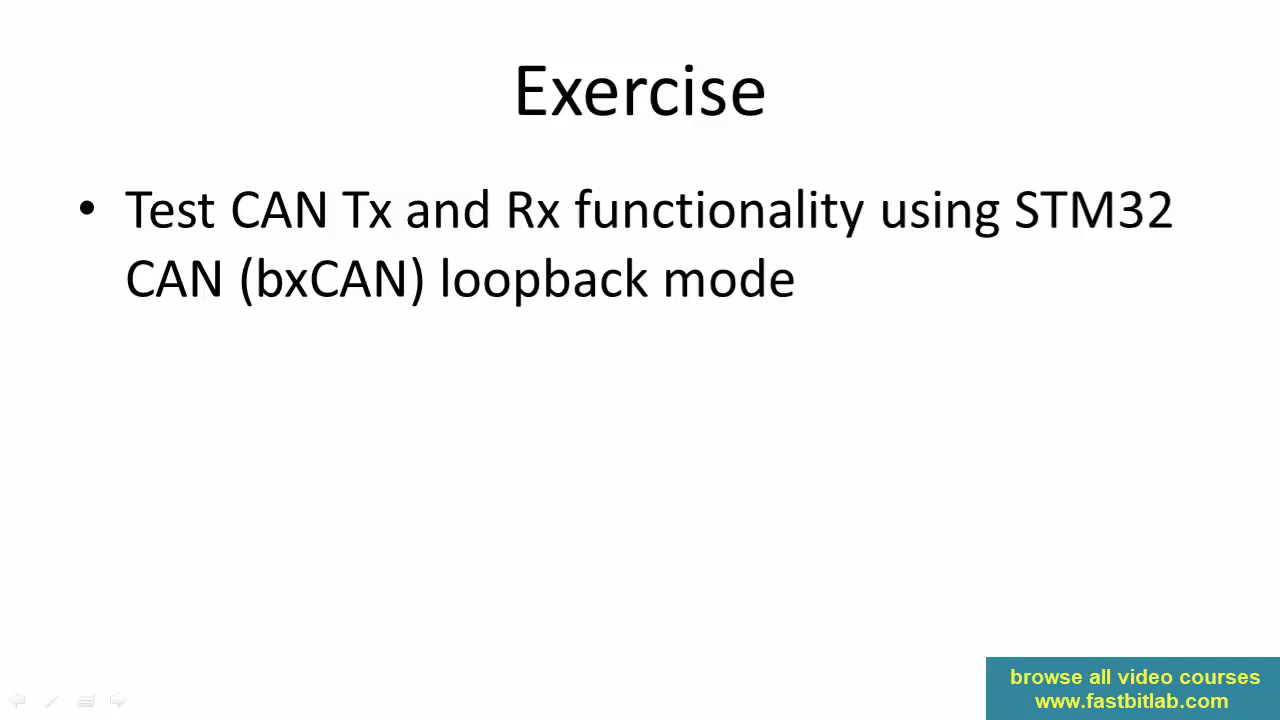 Exercise
• Test CAN Tx and Rx functionality using STM32
CAN (bxCAN) loopback mode
browse all video courses
www.fastbitlab.com